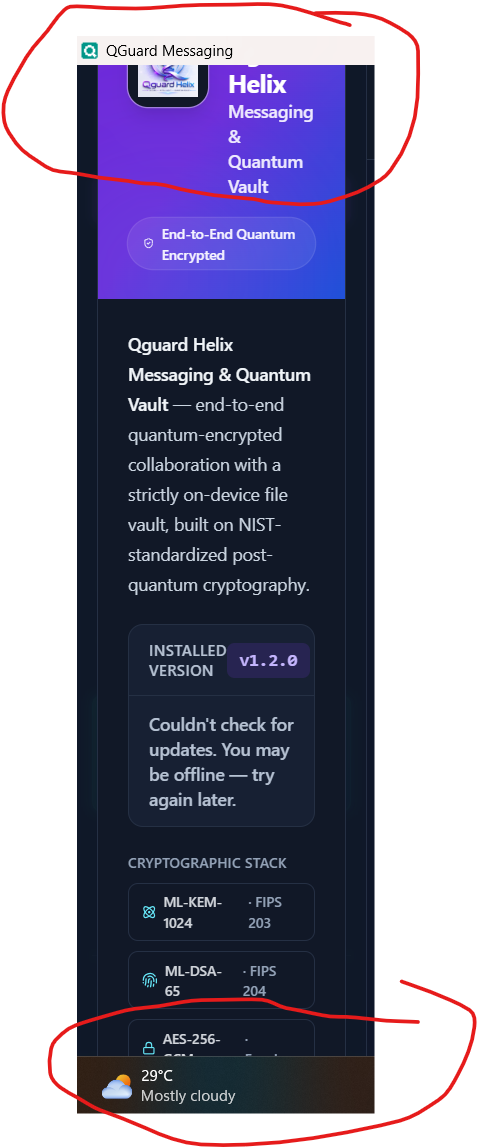 QGuard Messaging
Qguard Helix
Helix
Messaging
&
Quantum
Vault
End-to-End Quantum
Encrypted
Qguard Helix
Messaging & Quantum
Vault — end-to-end
quantum-encrypted
collaboration with a
strictly on-device file
vault, built on NIST-
standardized post-
quantum cryptography.
INSTALLED
VERSION
v1.2.0
Couldn't check for
updates. You may
be offline — try
again later.
CRYPTOGRAPHIC STACK
ML-KEM- · FIPS
1024 203
ML-DSA- · FIPS
65 204
AES-256- ·
29°C
Mostly cloudy